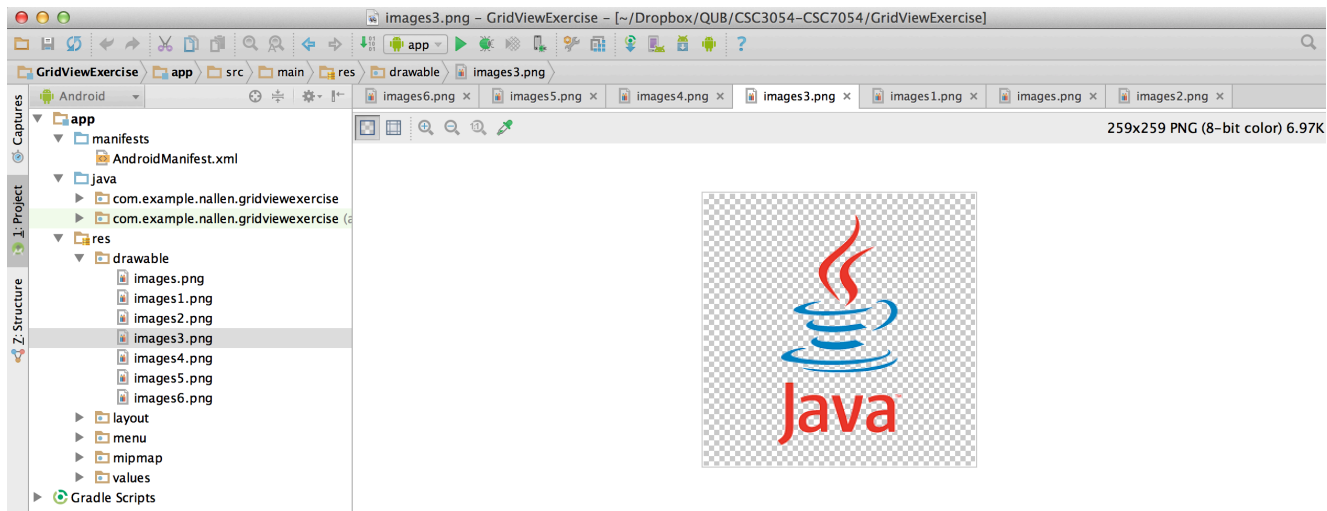 images3.png – GridViewExercise – [~/Dropbox/QUB/CSC3054-CSC7054/GridViewExercise]
app
?
GridViewExercise app src main res drawable images3.png
Android
images6.png × images5.png × images4.png × images3.png × images1.png × images.png × images2.png ×
259x259 PNG (8-bit color) 6.97K
Captures
1: Project
Z: Structure
app
manifests
AndroidManifest.xml
java
com.example.nallen.gridviewexercise
com.example.nallen.gridviewexercise (a
res
drawable
images.png
images1.png
images2.png
images3.png
images4.png
images5.png
images6.png
layout
menu
mipmap
values
Gradle Scripts
Java